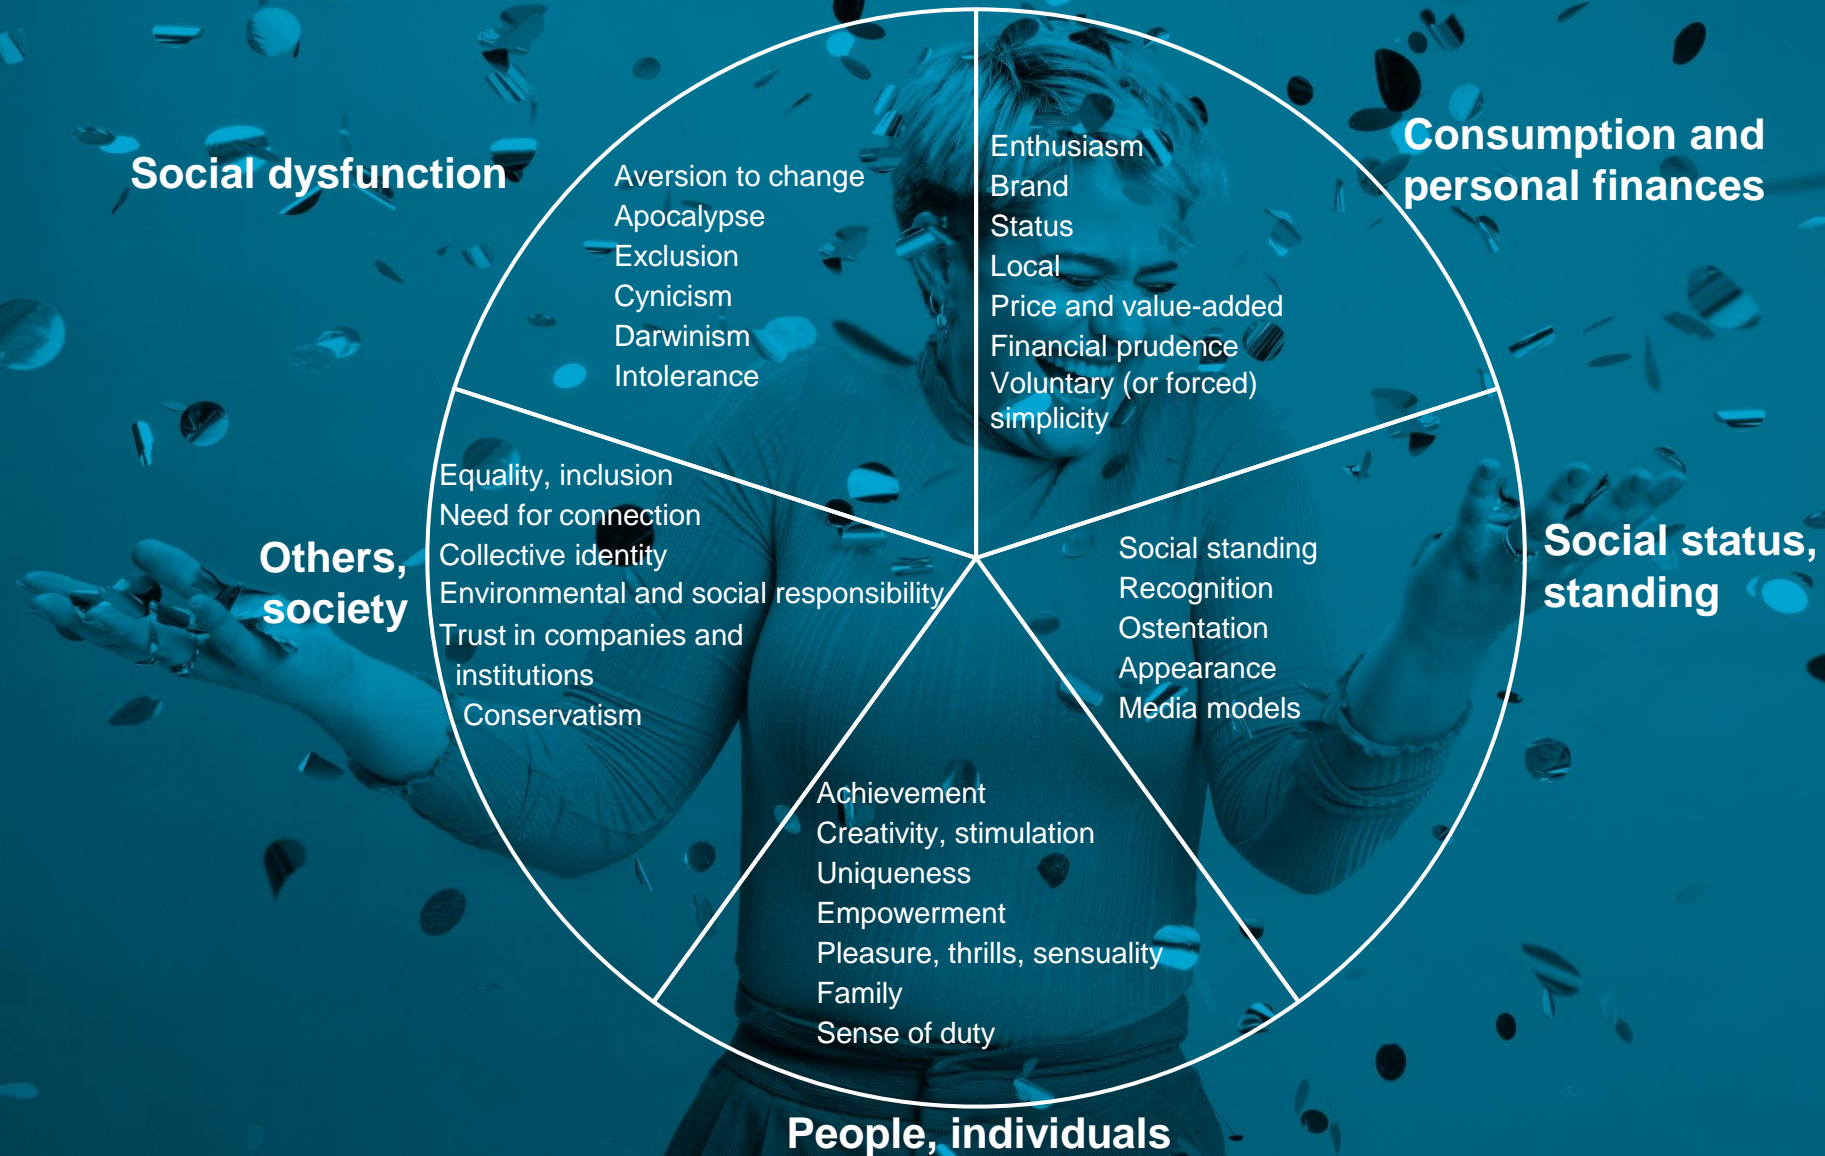 Social dysfunction
Aversion to change
Apocalypse
Exclusion
Cynicism
Darwinism
Intolerance
Consumption and
personal finances
Enthusiasm
Brand
Status
Local
Price and value-added
Financial prudence
Voluntary (or forced)
simplicity
Others,
society
Equality, inclusion
Need for connection
Collective identity
Environmental and social responsibility
Trust in companies and
institutions
Conservatism
Social status,
standing
Social standing
Recognition
Ostentation
Appearance
Media models
Achievement
Creativity, stimulation
Uniqueness
Empowerment
Pleasure, thrills, sensuality
Family
Sense of duty
People, individuals